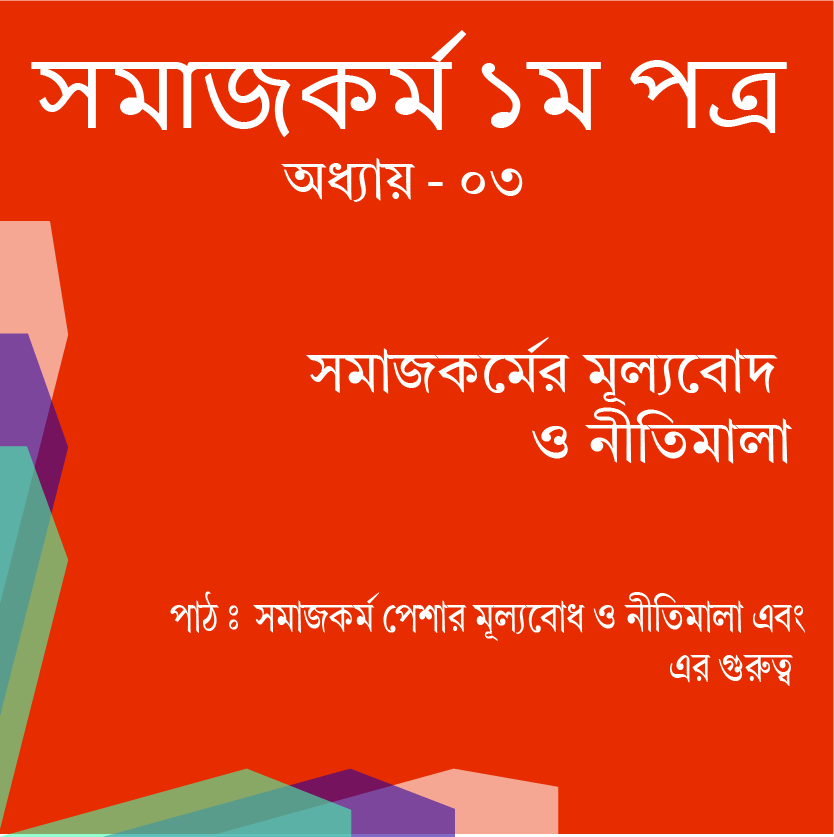 সমাজকর্ম ১ম পত্র
অধ্যায় - ০৩
সমাজকর্মের মূল্যবোদ
ও নীতিমালা
পাঠ ঃ সমাজকর্ম পেশার মূল্যবোধ ও নীতিমালা এবং
এর গুরুত্ব